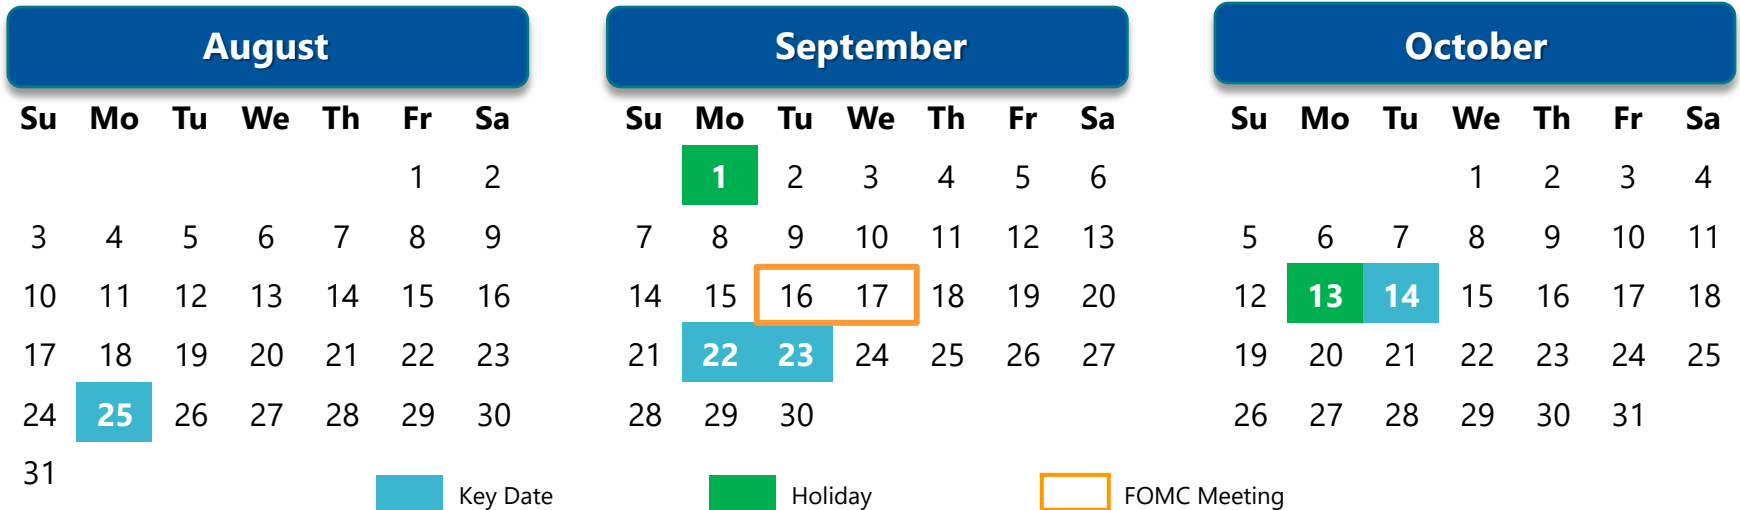 August
Su Mo Tu We Th Fr Sa
1 2
3 4 5 6 7 8 9
10 11 12 13 14 15 16
17 18 19 20 21 22 23
24 25 26 27 28 29 30
31
September
Su Mo Tu We Th Fr Sa
1 2 3 4 5 6
7 8 9 10 11 12 13
14 15 16 17 18 19 20
21 22 23 24 25 26 27
28 29 30
October
Su Mo Tu We Th Fr Sa
1 2 3 4
5 6 7 8 9 10 11
12 13 14 15 16 17 18
19 20 21 22 23 24 25
26 27 28 29 30 31
Key Date
Holiday
FOMC Meeting